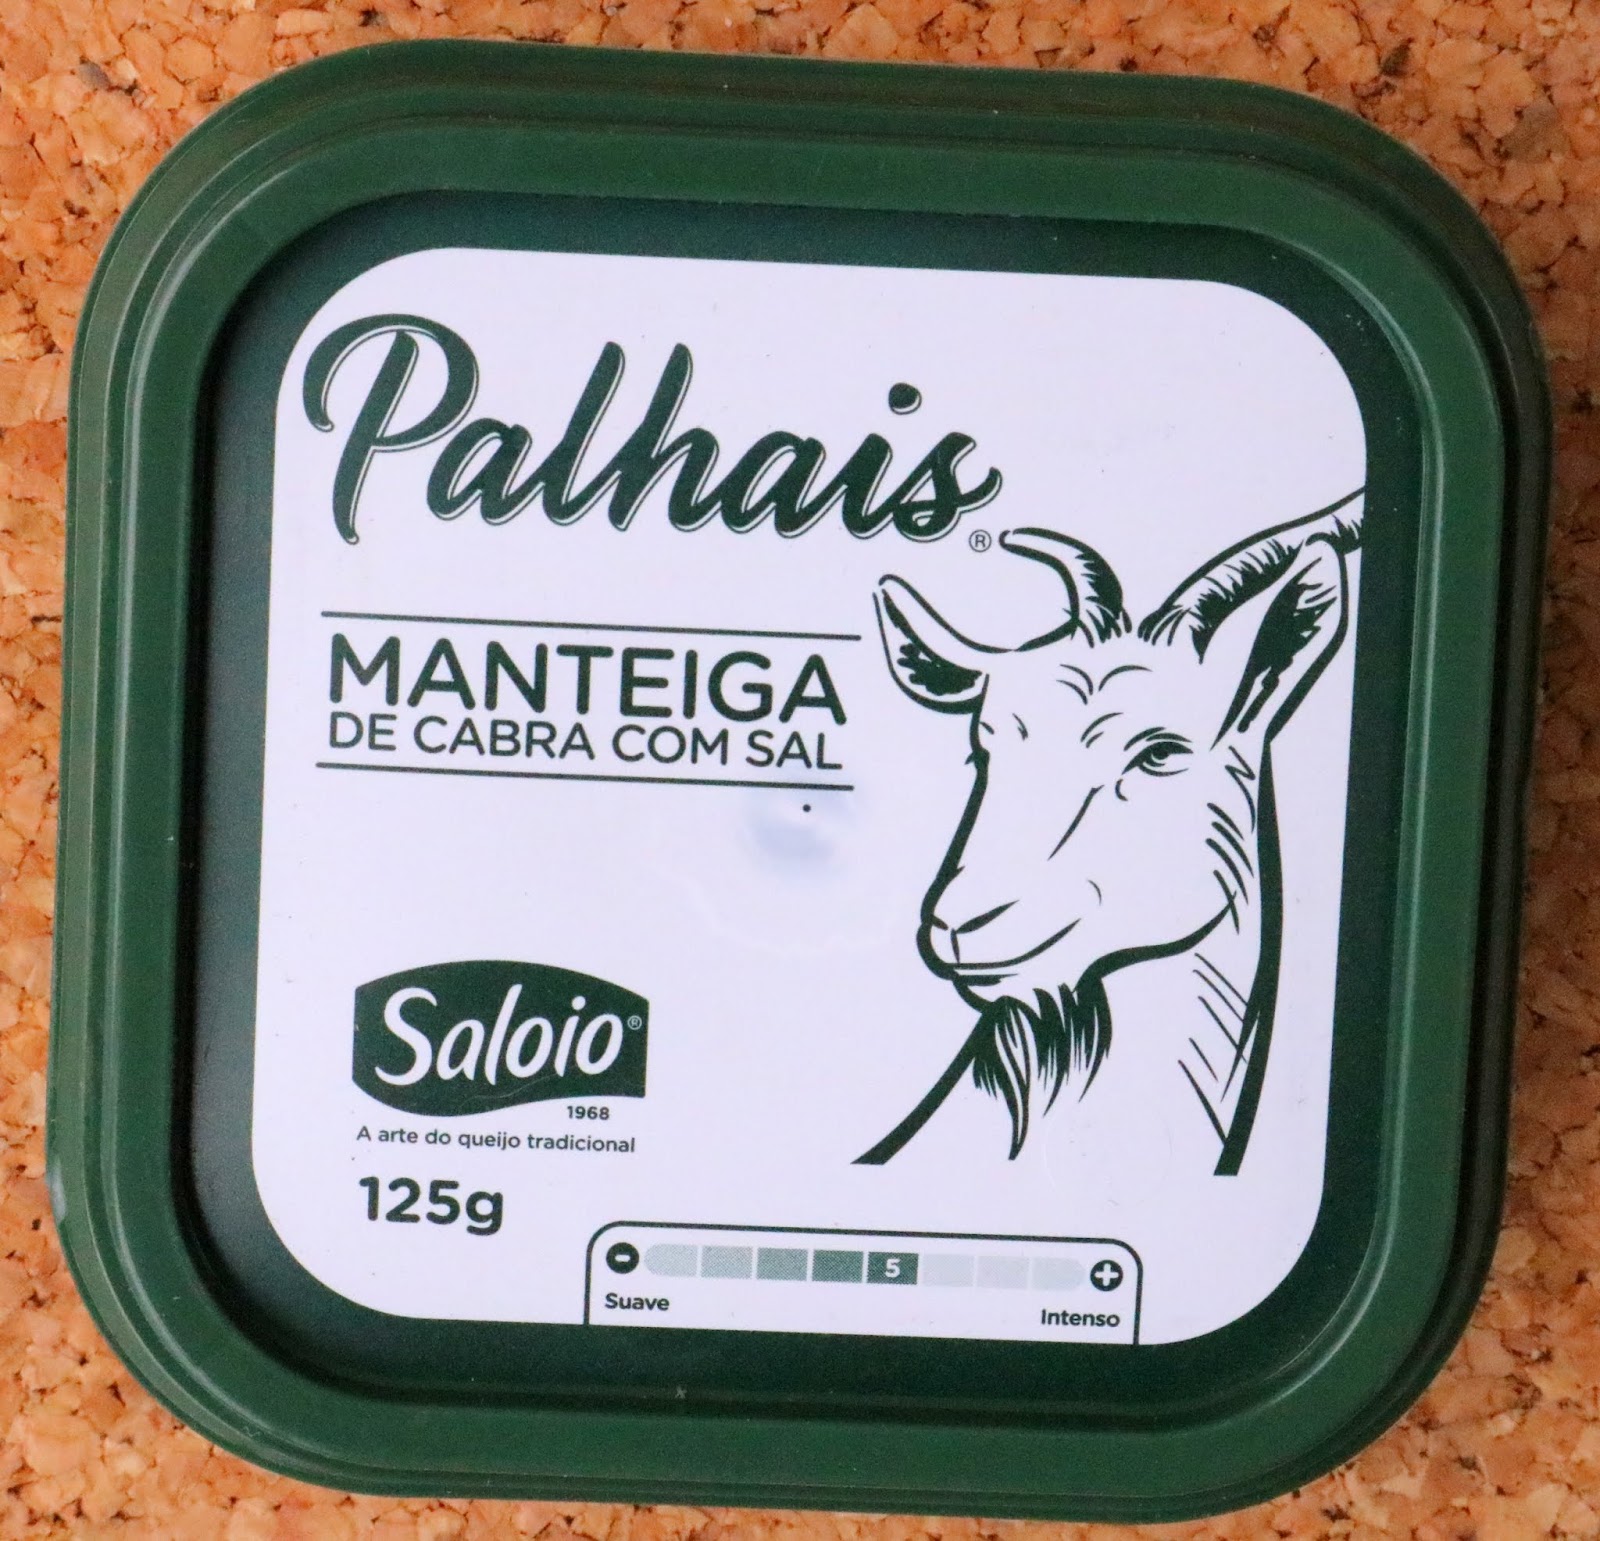 Palhais®
MANTEIGA
DE CABRA COM SAL
Saloio®
1968
A arte do queijo tradicional
125g
- 5 +
Suave Intenso